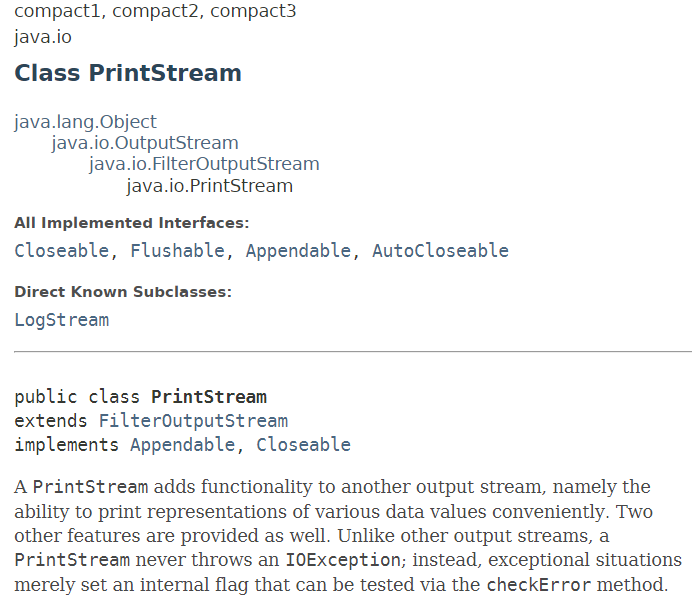 compact1, compact2, compact3
java.io
Class PrintStream
java.lang.Object
java.io.OutputStream
java.io.FilterOutputStream
java.io.PrintStream
All Implemented Interfaces:
Closeable, Flushable, Appendable, AutoCloseable
Direct Known Subclasses:
LogStream
public class PrintStream
extends FilterOutputStream
implements Appendable, Closeable
A PrintStream adds functionality to another output stream, namely the
ability to print representations of various data values conveniently. Two
other features are provided as well. Unlike other output streams, a
PrintStream never throws an IOException; instead, exceptional situations
merely set an internal flag that can be tested via the checkError method.